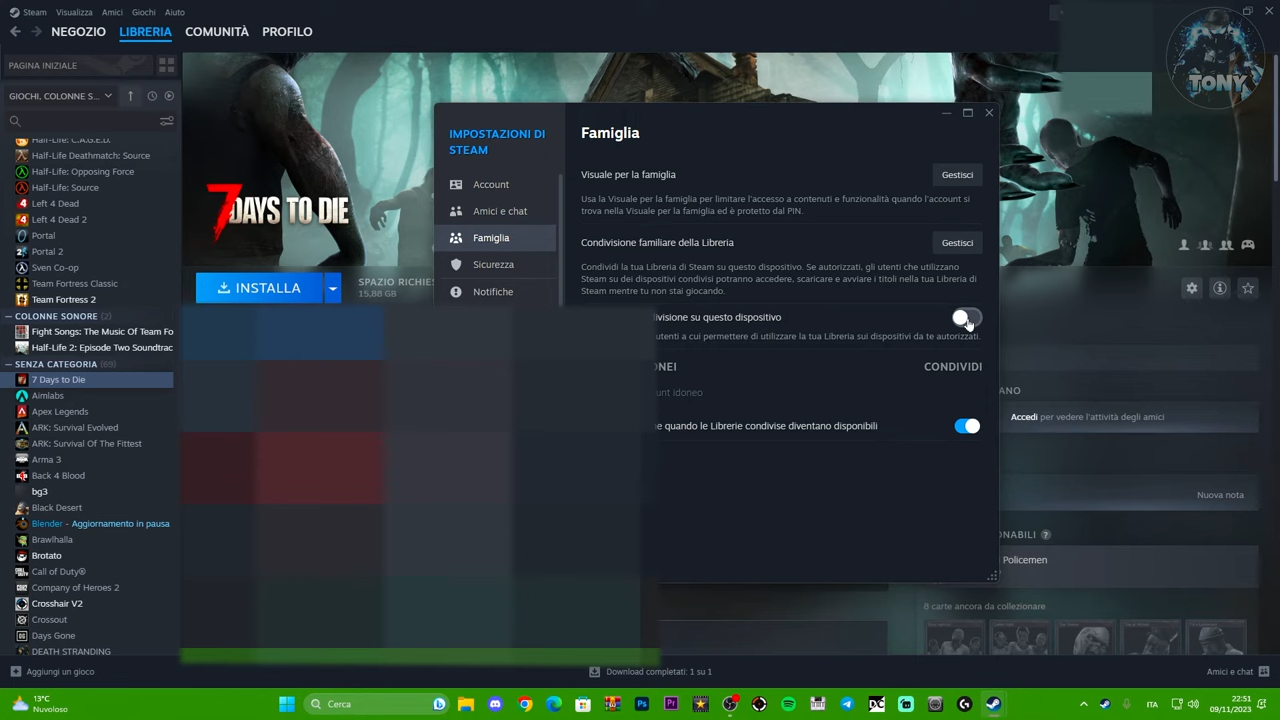 Steam Visualizza Amici Giochi Aiuto
NEGOZIO LIBRERIA COMUNITÀ PROFILO
TONY
PAGINA INIZIALE
GIOCHI, COLONNE S...
Half-Life: C.A.G.E.D.
Half-Life Deathmatch: Source
Half-Life: Opposing Force
Half-Life: Source
Left 4 Dead
Left 4 Dead 2
Portal
Portal 2
Sven Co-op
Team Fortress Classic
Team Fortress 2
COLONNE SONORE (2)
Fight Songs: The Music Of Team Fo
Half-Life 2: Episode Two Soundtrac
SENZA CATEGORIA (69)
7 Days to Die
Aimlabs
Apex Legends
ARK: Survival Evolved
ARK: Survival Of The Fittest
Arma 3
Back 4 Blood
bg3
Black Desert
Blender - Aggiornamento in pausa
Brawlhalla
Brotato
Call of Duty®
Company of Heroes 2
Crosshair V2
Crossout
Days Gone
DEATH STRANDING
7 DAYS TO DIE
INSTALLA
SPAZIO RICHIES
15,88 GB
IMPOSTAZIONI DI
STEAM
Account
Amici e chat
Famiglia
Sicurezza
Notifiche
Famiglia
Visuale per la famiglia
Gestisci
Usa la Visuale per la famiglia per limitare l'accesso a contenuti e funzionalità quando l'account si
trova nella Visuale per la famiglia ed è protetto dal PIN.
Condivisione familiare della Libreria
Gestisci
Condividi la tua Libreria di Steam su questo dispositivo. Se autorizzati, gli utenti che utilizzano
Steam su dei dispositivi condivisi potranno accedere, scaricare e avviare i titoli nella tua Libreria di
Steam mentre tu non stai giocando.
ivisione su questo dispositivo
utenti a cui permettere di utilizzare la tua Libreria sui dispositivi da te autorizzati.
ONEI CONDIVIDI
unt idoneo
e quando le Librerie condivise diventano disponibili
ANO
Accedi per vedere l'attività degli amici
Nuova nota
ONABILI ?
Policemen
8 carte ancora da collezionare
Aggiungi un gioco
Download completati: 1 su 1
Amici e chat
13°C
Nuvoloso
Cerca
ITA
22:51
09/11/2023